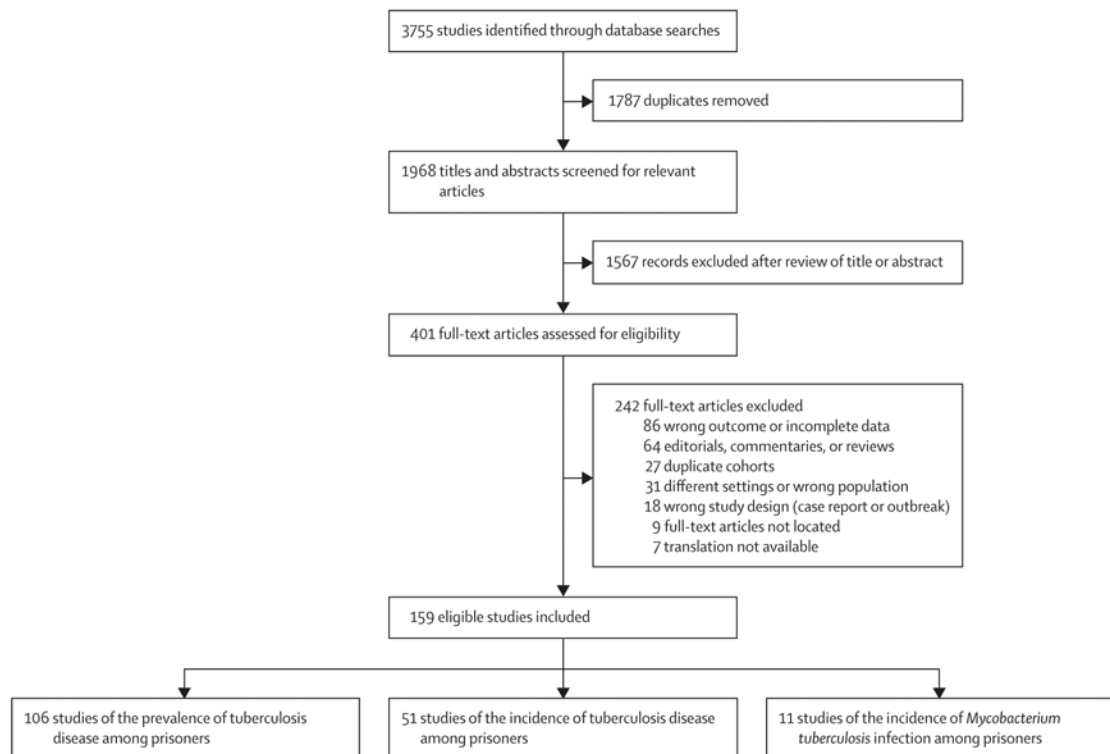 3755 studies identified through database searches
1787 duplicates removed
1968 titles and abstracts screened for relevant
articles
1567 records excluded after review of title or abstract
401 full-text articles assessed for eligibility
242 full-text articles excluded
86 wrong outcome or incomplete data
64 editorials, commentaries, or reviews
27 duplicate cohorts
31 different settings or wrong population
18 wrong study design (case report or outbreak)
9 full-text articles not located
7 translation not available
159 eligible studies included
106 studies of the prevalence of tuberculosis
disease among prisoners
51 studies of the incidence of tuberculosis disease
among prisoners
11 studies of the incidence of Mycobacterium
tuberculosis infection among prisoners